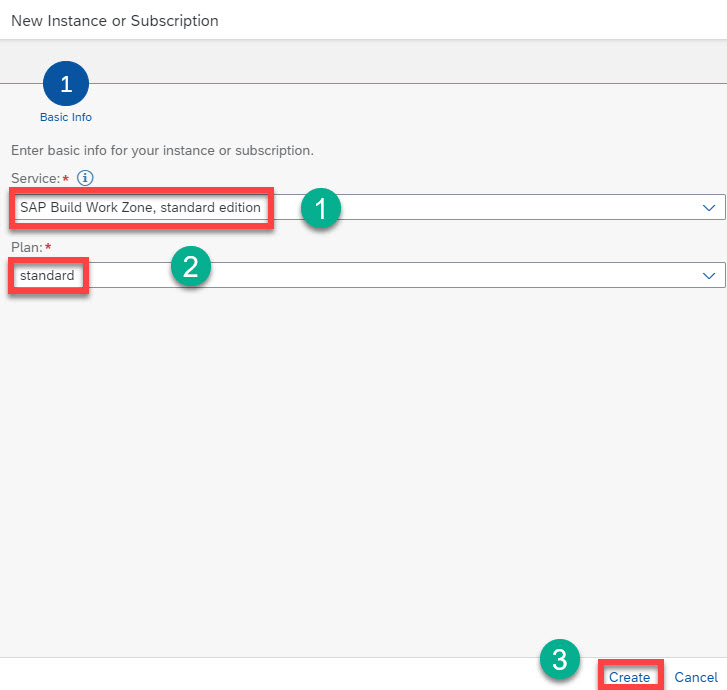 New Instance or Subscription
1
Basic Info
Enter basic info for your instance or subscription.
Service:*
SAP Build Work Zone, standard edition 1
Plan:* 2
standard
3 Create Cancel